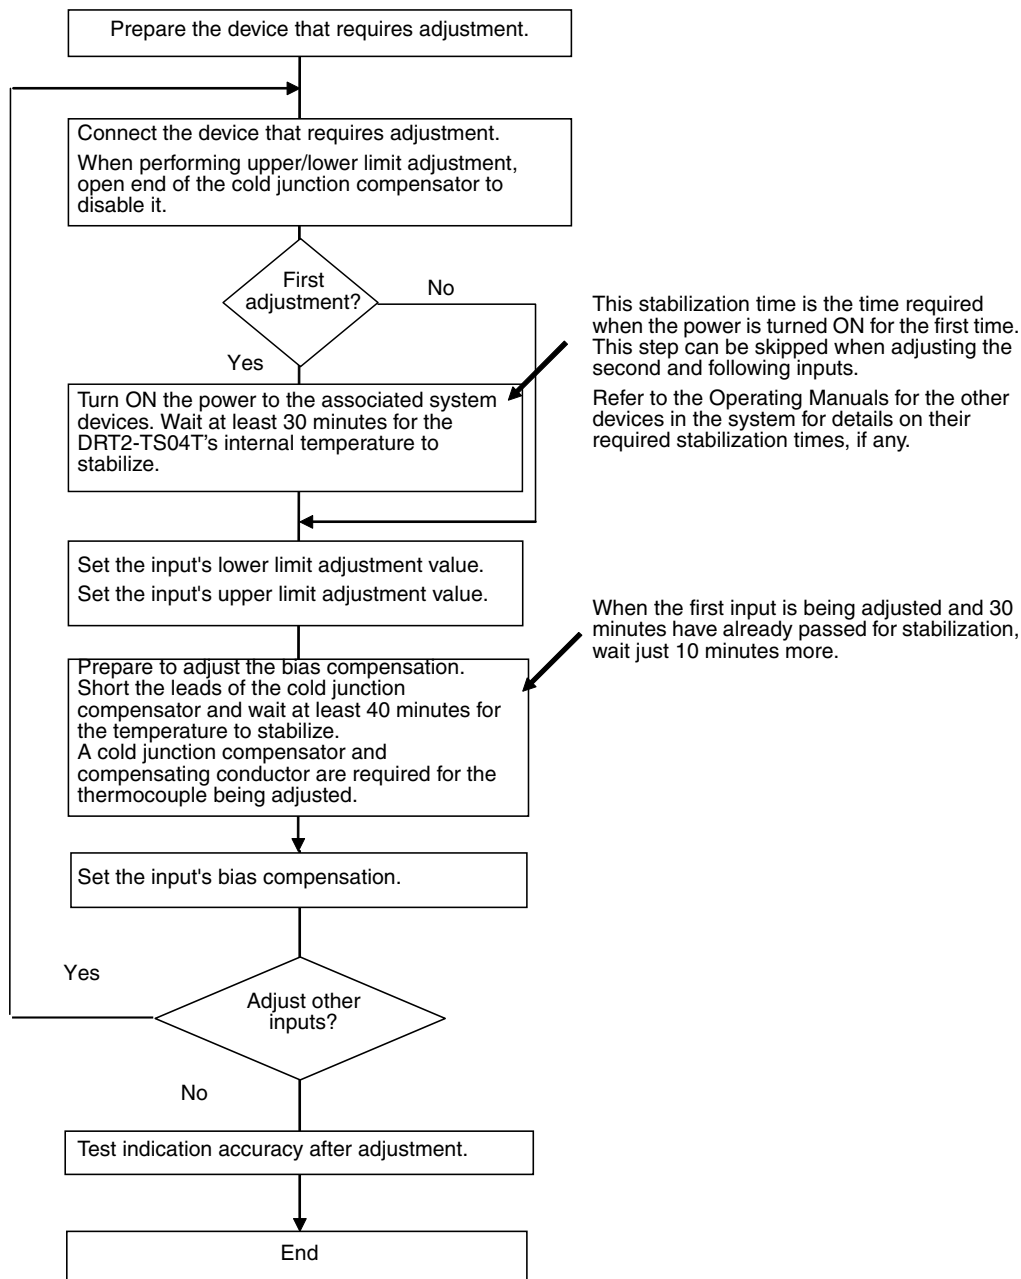 Prepare the device that requires adjustment.
Connect the device that requires adjustment.
When performing upper/lower limit adjustment,
open end of the cold junction compensator to
disable it.
First
adjustment?
No
Yes
This stabilization time is the time required
when the power is turned ON for the first time.
This step can be skipped when adjusting the
second and following inputs.
Refer to the Operating Manuals for the other
devices in the system for details on their
required stabilization times, if any.
Turn ON the power to the associated system
devices. Wait at least 30 minutes for the
DRT2-TS04T's internal temperature to
stabilize.
Set the input's lower limit adjustment value.
Set the input's upper limit adjustment value.
When the first input is being adjusted and 30
minutes have already passed for stabilization,
wait just 10 minutes more.
Prepare to adjust the bias compensation.
Short the leads of the cold junction
compensator and wait at least 40 minutes for
the temperature to stabilize.
A cold junction compensator and
compensating conductor are required for the
thermocouple being adjusted.
Set the input's bias compensation.
Yes
Adjust other
inputs?
No
Test indication accuracy after adjustment.
End